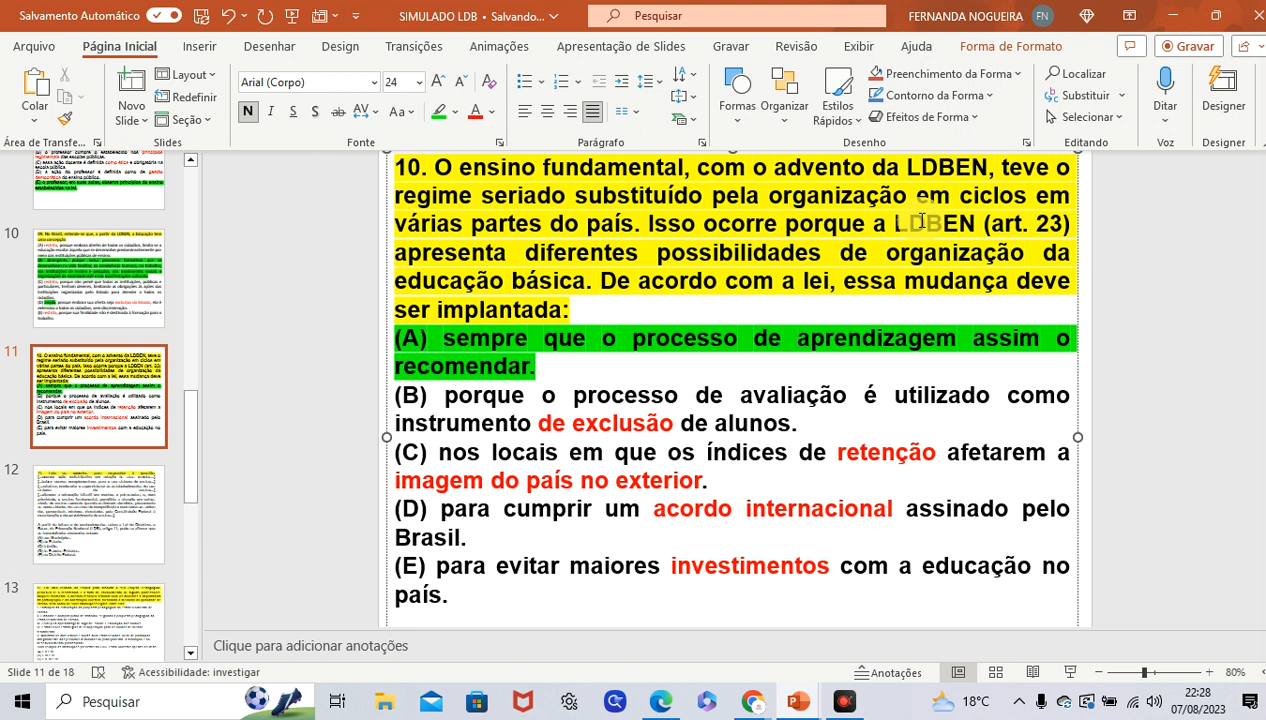 Salvamento Automático
SIMULADO LDB • Salvando...
Pesquisar
FERNANDA NOGUEIRA
FN
Arquivo
Página Inicial
Inserir
Desenhar
Design
Transições
Animações
Apresentação de Slides
Gravar
Revisão
Exibir
Ajuda
Forma de Formato
Gravar
Colar
Novo
Slide
Layout
Redefinir
Seção
Arial (Corpo)
24
N I S S ab AV Aa
A
Formas
Organizar
Estilos
Rápidos
Preenchimento da Forma
Contorno da Forma
Efeitos de Forma
Localizar
Substituir
Selecionar
Ditar
Designer
Área de Transfe...
Slides
Fonte
Parágrafo
Desenho
Editando
Voz
Designer
10
11
12
13
10. O ensino fundamental, com o advento da LDBEN, teve o
regime seriado substituído pela organização em ciclos em
várias partes do país. Isso ocorre porque a LDBEN (art. 23)
apresenta diferentes possibilidades de organização da
educação básica. De acordo com a lei, essa mudança deve
ser implantada:
(A) sempre que o processo de aprendizagem assim o
recomendar.
(B) porque o processo de avaliação é utilizado como
instrumento de exclusão de alunos.
(C) nos locais em que os índices de retenção afetarem a
imagem do país no exterior.
(D) para cumprir um acordo internacional assinado pelo
Brasil.
(E) para evitar maiores investimentos com a educação no
país.
Clique para adicionar anotações
Slide 11 de 18
Acessibilidade: investigar
Anotações
80%
Pesquisar
18°C
22:28
07/08/2023